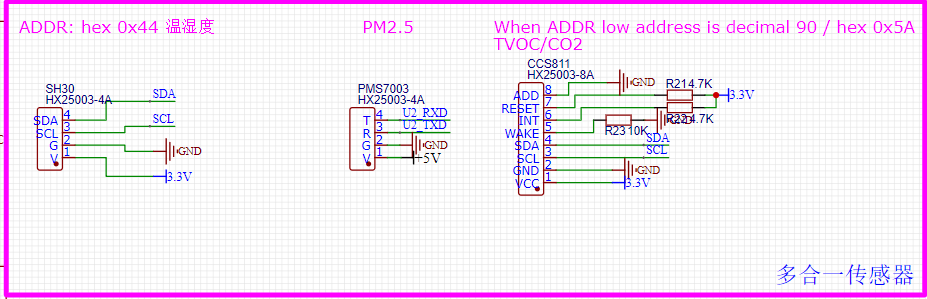 ADDR: hex 0x44 温湿度
PM2.5
When ADDR low address is decimal 90 / hex 0x5A
TVOC/CO2
SH30
HX25003-4A
SDA 4
SCL 3
G 2
V 1
SDA
SCL
GND
3.3V
PMS7003
HX25003-4A
T 4
R 3
G 2
V 1
U2_RXD
U2_TXD
GND
+5V
CCS811
HX25003-8A
ADD 8
RESET 7
INT 6
WAKE 5
SDA 4
SCL 3
GND 2
VCC 1
GND
R21 4.7K
3.3V
R22 4.7K
GND
R23 10K
SDA
SCL
GND
3.3V
多合一传感器